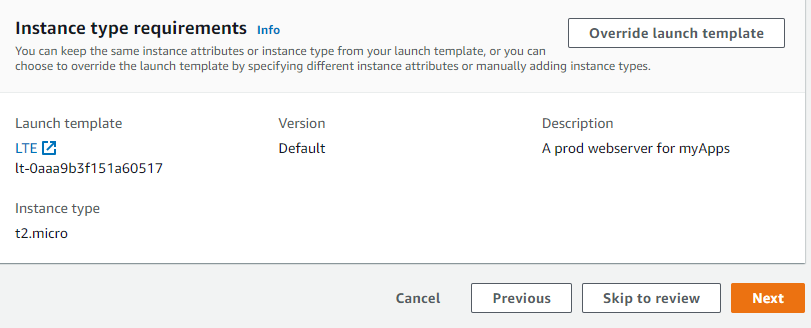 Instance type requirements Info
Override launch template
You can keep the same instance attributes or instance type from your launch template, or you can
choose to override the launch template by specifying different instance attributes or manually adding instance types.
Launch template
LTE
lt-0aaa9b3f151a60517
Version
Default
Description
A prod webserver for myApps
Instance type
t2.micro
Cancel
Previous
Skip to review
Next